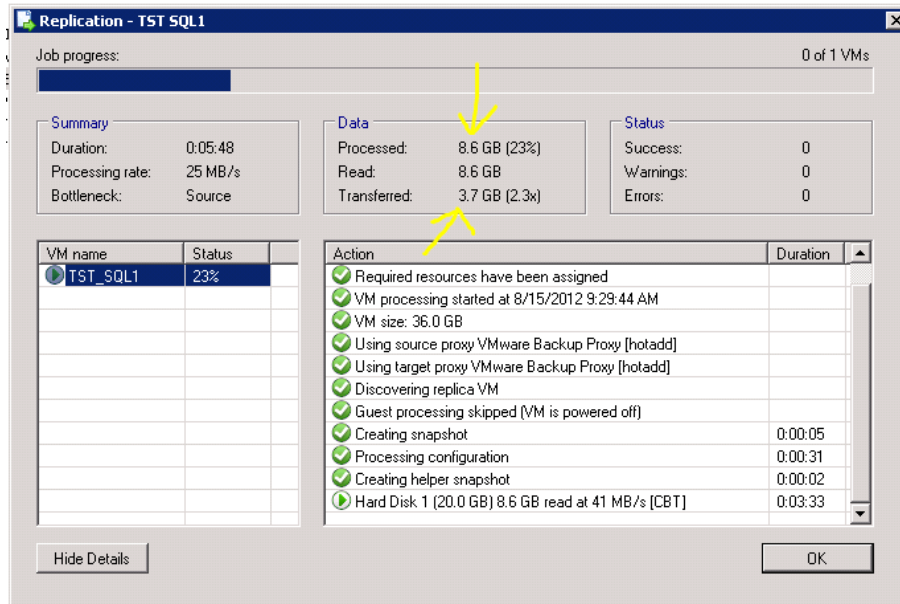 Replication - TST SQL1
Job progress: 0 of 1 VMs
Summary
Duration: 0:05:48
Processing rate: 25 MB/s
Bottleneck: Source
Data
Processed: 8.6 GB (23%)
Read: 8.6 GB
Transferred: 3.7 GB (2.3x)
Status
Success: 0
Warnings: 0
Errors: 0
VM name Status
TST_SQL1 23%
Action Duration
Required resources have been assigned
VM processing started at 8/15/2012 9:29:44 AM
VM size: 36.0 GB
Using source proxy VMware Backup Proxy [hotadd]
Using target proxy VMware Backup Proxy [hotadd]
Discovering replica VM
Guest processing skipped (VM is powered off)
Creating snapshot 0:00:05
Processing configuration 0:00:31
Creating helper snapshot 0:00:02
Hard Disk 1 (20.0 GB) 8.6 GB read at 41 MB/s [CBT] 0:03:33
Hide Details
OK